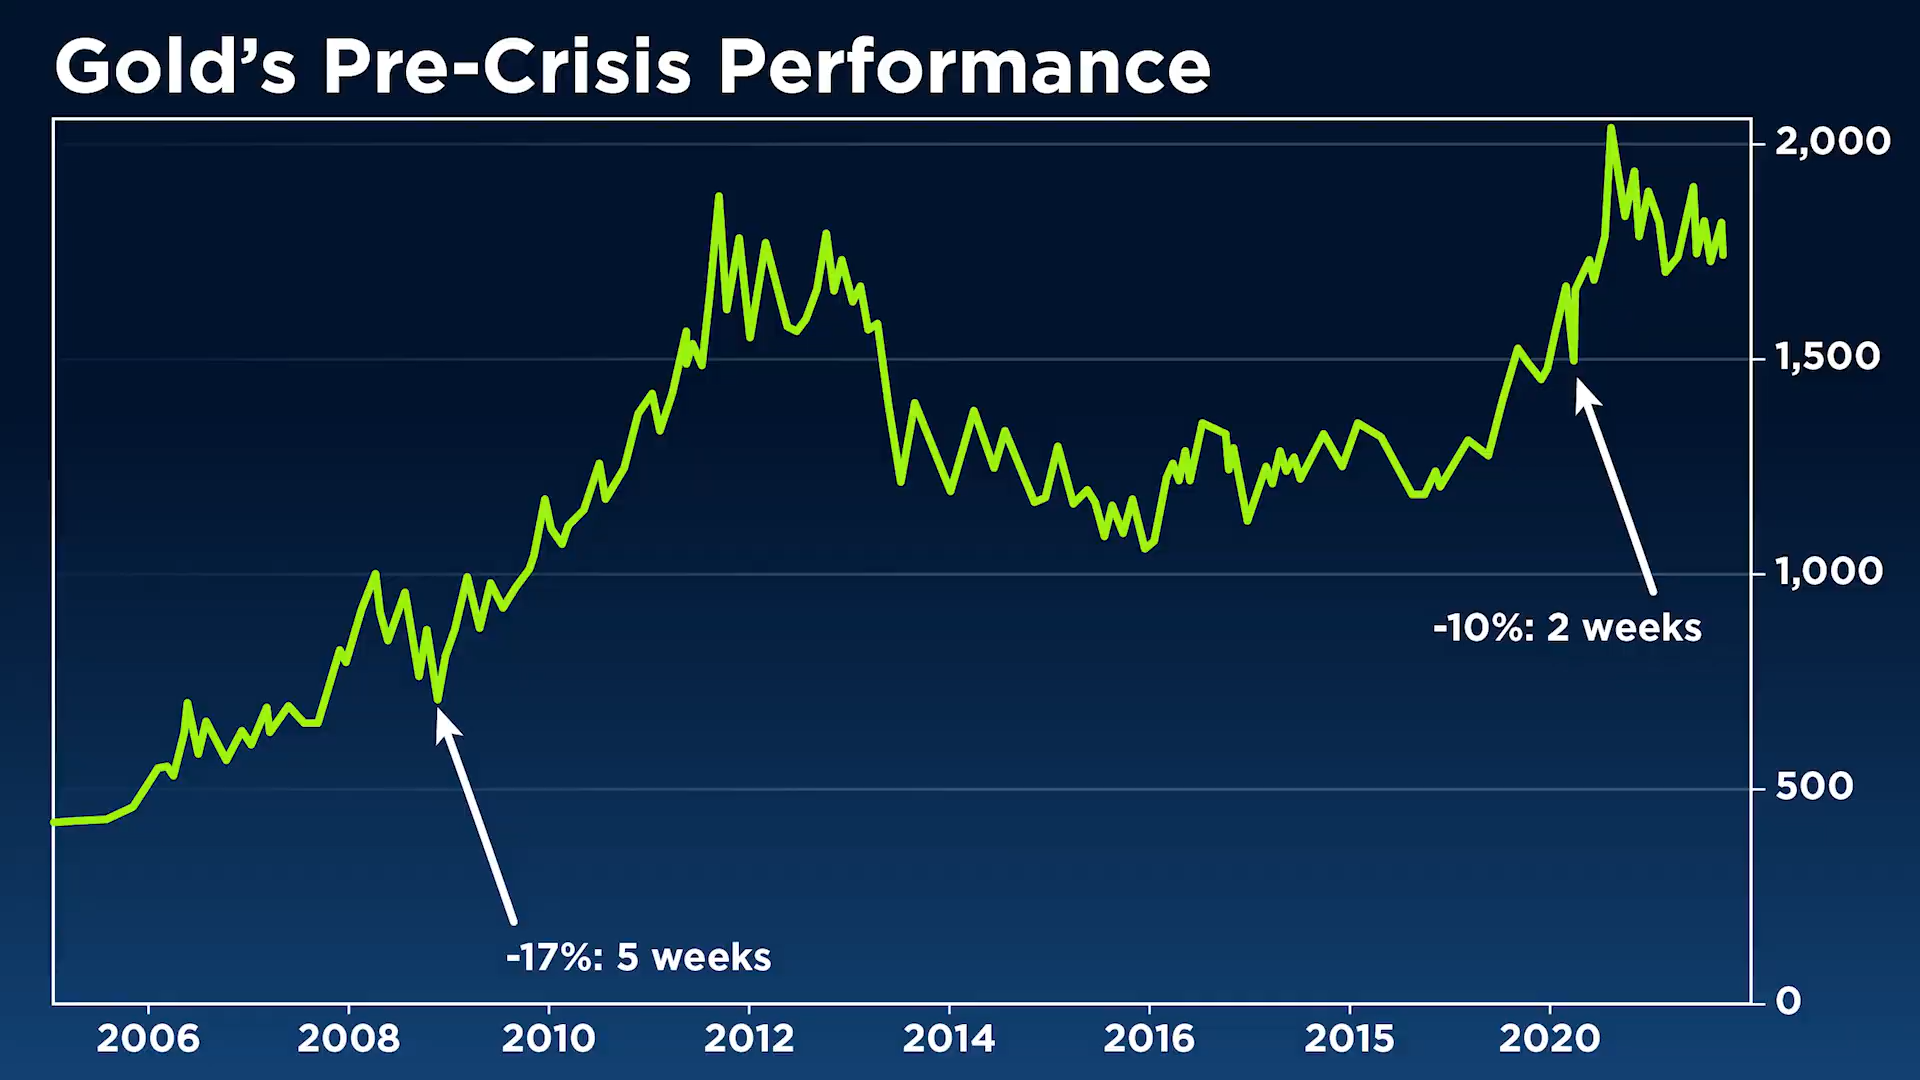 Gold’s Pre-Crisis Performance
2,000
1,500
1,000
-10%: 2 weeks
500
-17%: 5 weeks
0
2006 2008 2010 2012 2014 2016 2015 2020